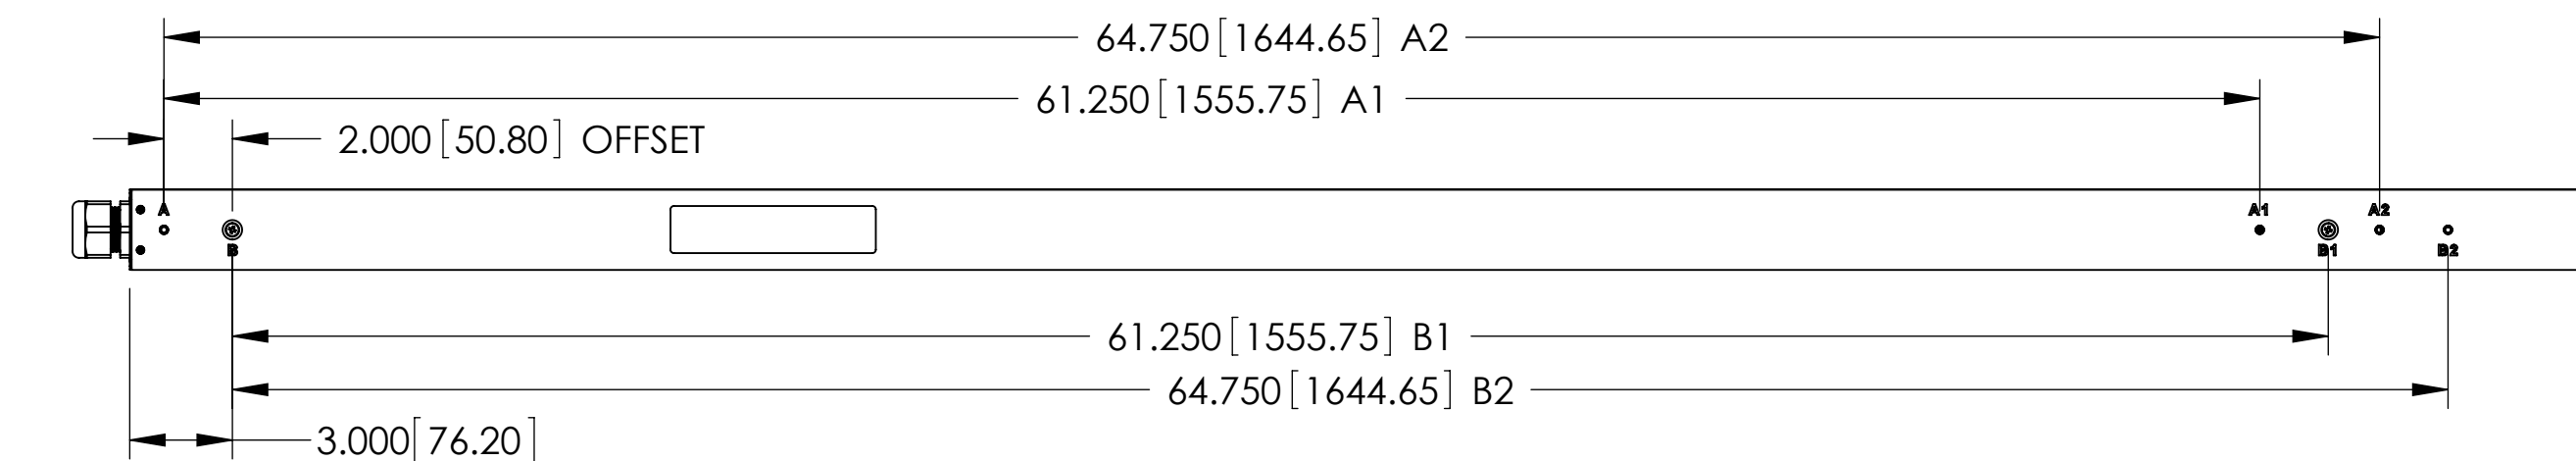 64.750[1644.65] A2
61.250[1555.75] A1
2.000[50.80] OFFSET
A
A1
A2
B
B1
B2
61.250[1555.75] B1
64.750[1644.65] B2
3.000[76.20]